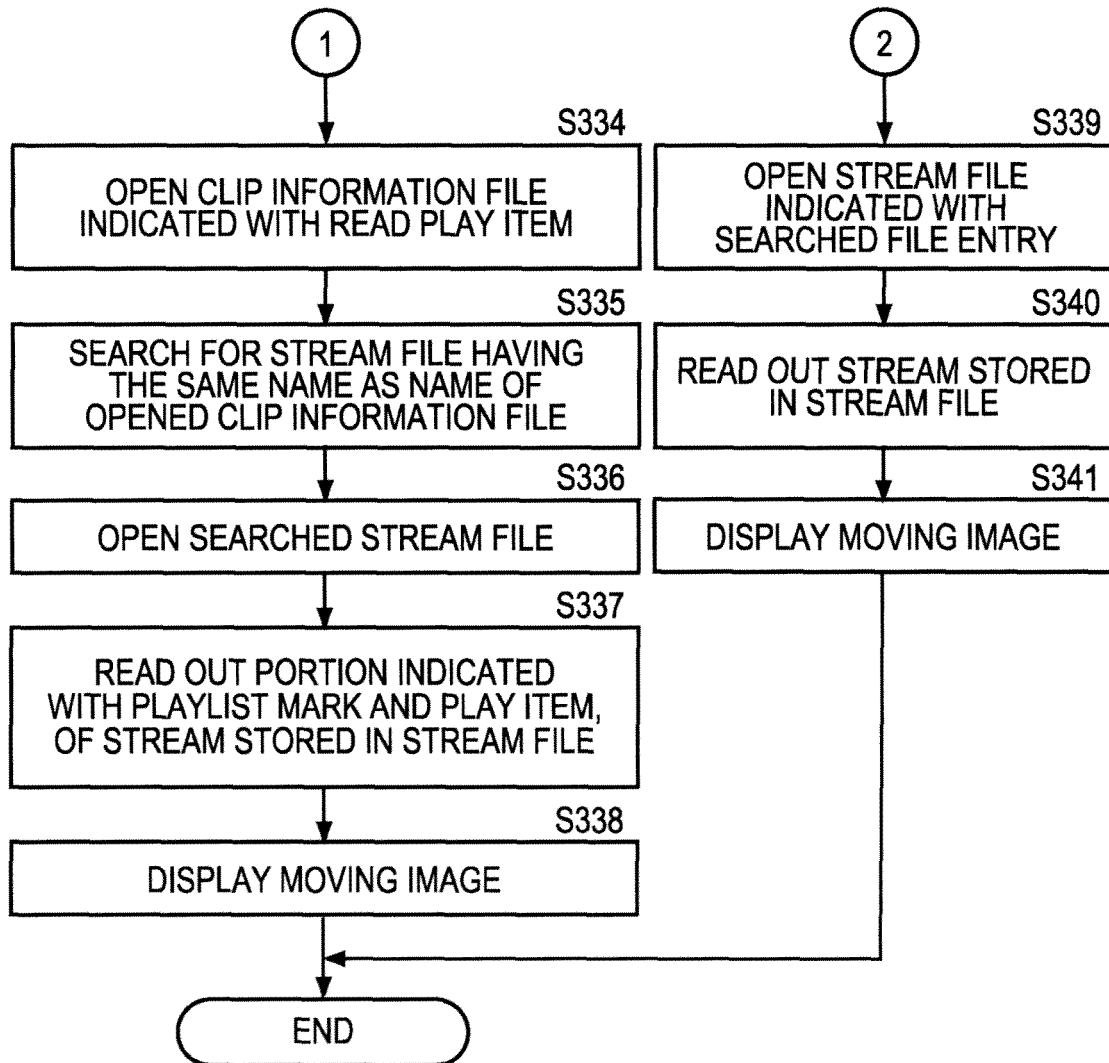 1
S334
OPEN CLIP INFORMATION FILE
INDICATED WITH READ PLAY ITEM
S335
SEARCH FOR STREAM FILE HAVING
THE SAME NAME AS NAME OF
OPENED CLIP INFORMATION FILE
S336
OPEN SEARCHED STREAM FILE
S337
READ OUT PORTION INDICATED
WITH PLAYLIST MARK AND PLAY ITEM,
OF STREAM STORED IN STREAM FILE
S338
DISPLAY MOVING IMAGE
2
S339
OPEN STREAM FILE
INDICATED WITH
SEARCHED FILE ENTRY
S340
READ OUT STREAM STORED
IN STREAM FILE
S341
DISPLAY MOVING IMAGE
END